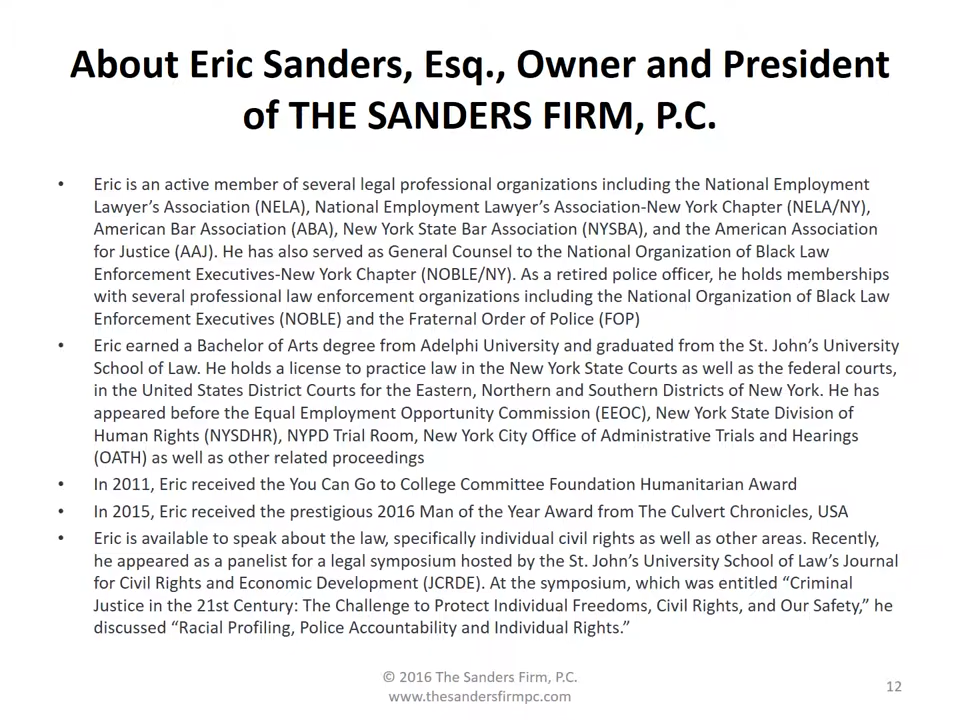 About Eric Sanders, Esq., Owner and President
of THE SANDERS FIRM, P.C.
• Eric is an active member of several legal professional organizations including the National Employment
Lawyer’s Association (NELA), National Employment Lawyer’s Association-New York Chapter (NELA/NY),
American Bar Association (ABA), New York State Bar Association (NYSBA), and the American Association
for Justice (AAJ). He has also served as General Counsel to the National Organization of Black Law
Enforcement Executives-New York Chapter (NOBLE/NY). As a retired police officer, he holds memberships
with several professional law enforcement organizations including the National Organization of Black Law
Enforcement Executives (NOBLE) and the Fraternal Order of Police (FOP)
• Eric earned a Bachelor of Arts degree from Adelphi University and graduated from the St. John’s University
School of Law. He holds a license to practice law in the New York State Courts as well as the federal courts,
in the United States District Courts for the Eastern, Northern and Southern Districts of New York. He has
appeared before the Equal Employment Opportunity Commission (EEOC), New York State Division of
Human Rights (NYSDHR), NYPD Trial Room, New York City Office of Administrative Trials and Hearings
(OATH) as well as other related proceedings
• In 2011, Eric received the You Can Go to College Committee Foundation Humanitarian Award
• In 2015, Eric received the prestigious 2016 Man of the Year Award from The Culvert Chronicles, USA
• Eric is available to speak about the law, specifically individual civil rights as well as other areas. Recently,
he appeared as a panelist for a legal symposium hosted by the St. John’s University School of Law’s Journal
for Civil Rights and Economic Development (JCRDE). At the symposium, which was entitled “Criminal
Justice in the 21st Century: The Challenge to Protect Individual Freedoms, Civil Rights, and Our Safety,” he
discussed “Racial Profiling, Police Accountability and Individual Rights.”
© 2016 The Sanders Firm, P.C.
www.thesandersfirmpc.com
12